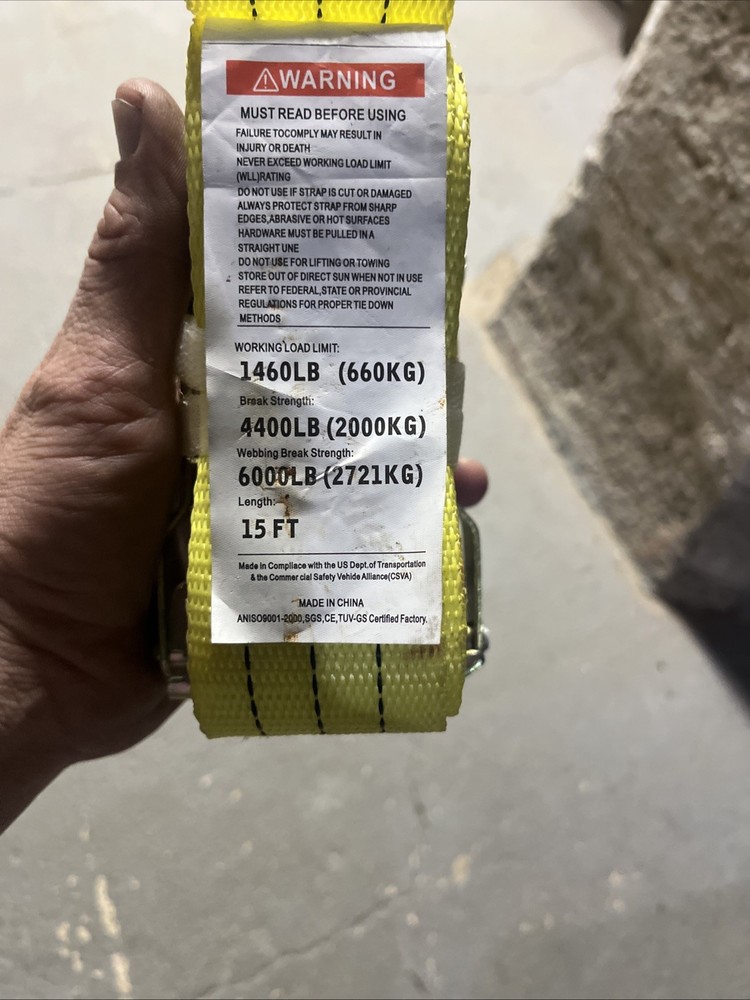 ⚠WARNING
MUST READ BEFORE USING
FAILURE TOCOMPLY MAY RESULT IN
INJURY OR DEATH
NEVER EXCEED WORKING LOAD LIMIT
(WLL)RATING
DO NOT USE IF STRAP IS CUT OR DAMAGED
ALWAYS PROTECT STRAP FROM SHARP
EDGES,ABRASIVE OR HOT SURFACES
HARDWARE MUST BE PULLED IN A
STRAIGHT UNE
DO NOT USE FOR LIFTING OR TOWING
STORE OUT OF DIRECT SUN WHEN NOT IN USE
REFER TO FEDERAL,STATE OR PROVINCIAL
REGULATIONS FOR PROPER TIE DOWN
METHODS
WORKING LOAD LIMIT:
1460LB (660KG)
Break Strength:
4400LB (2000KG)
Webbing Break Strength:
6000LB (2721KG)
Length:
15 FT
Made in Compliace with the US Dept.of Transportation
& the Commer cial Safety Vehide Alliance(CSVA)
MADE IN CHINA
ANISO9001-2000,SGS,CE,TUV-GS Certified Factory.